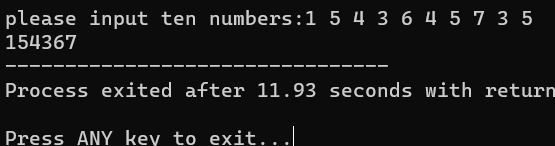 please input ten numbers:1 5 4 3 6 4 5 7 3 5
154367
--------------------------------
Process exited after 11.93 seconds with return
Press ANY key to exit...